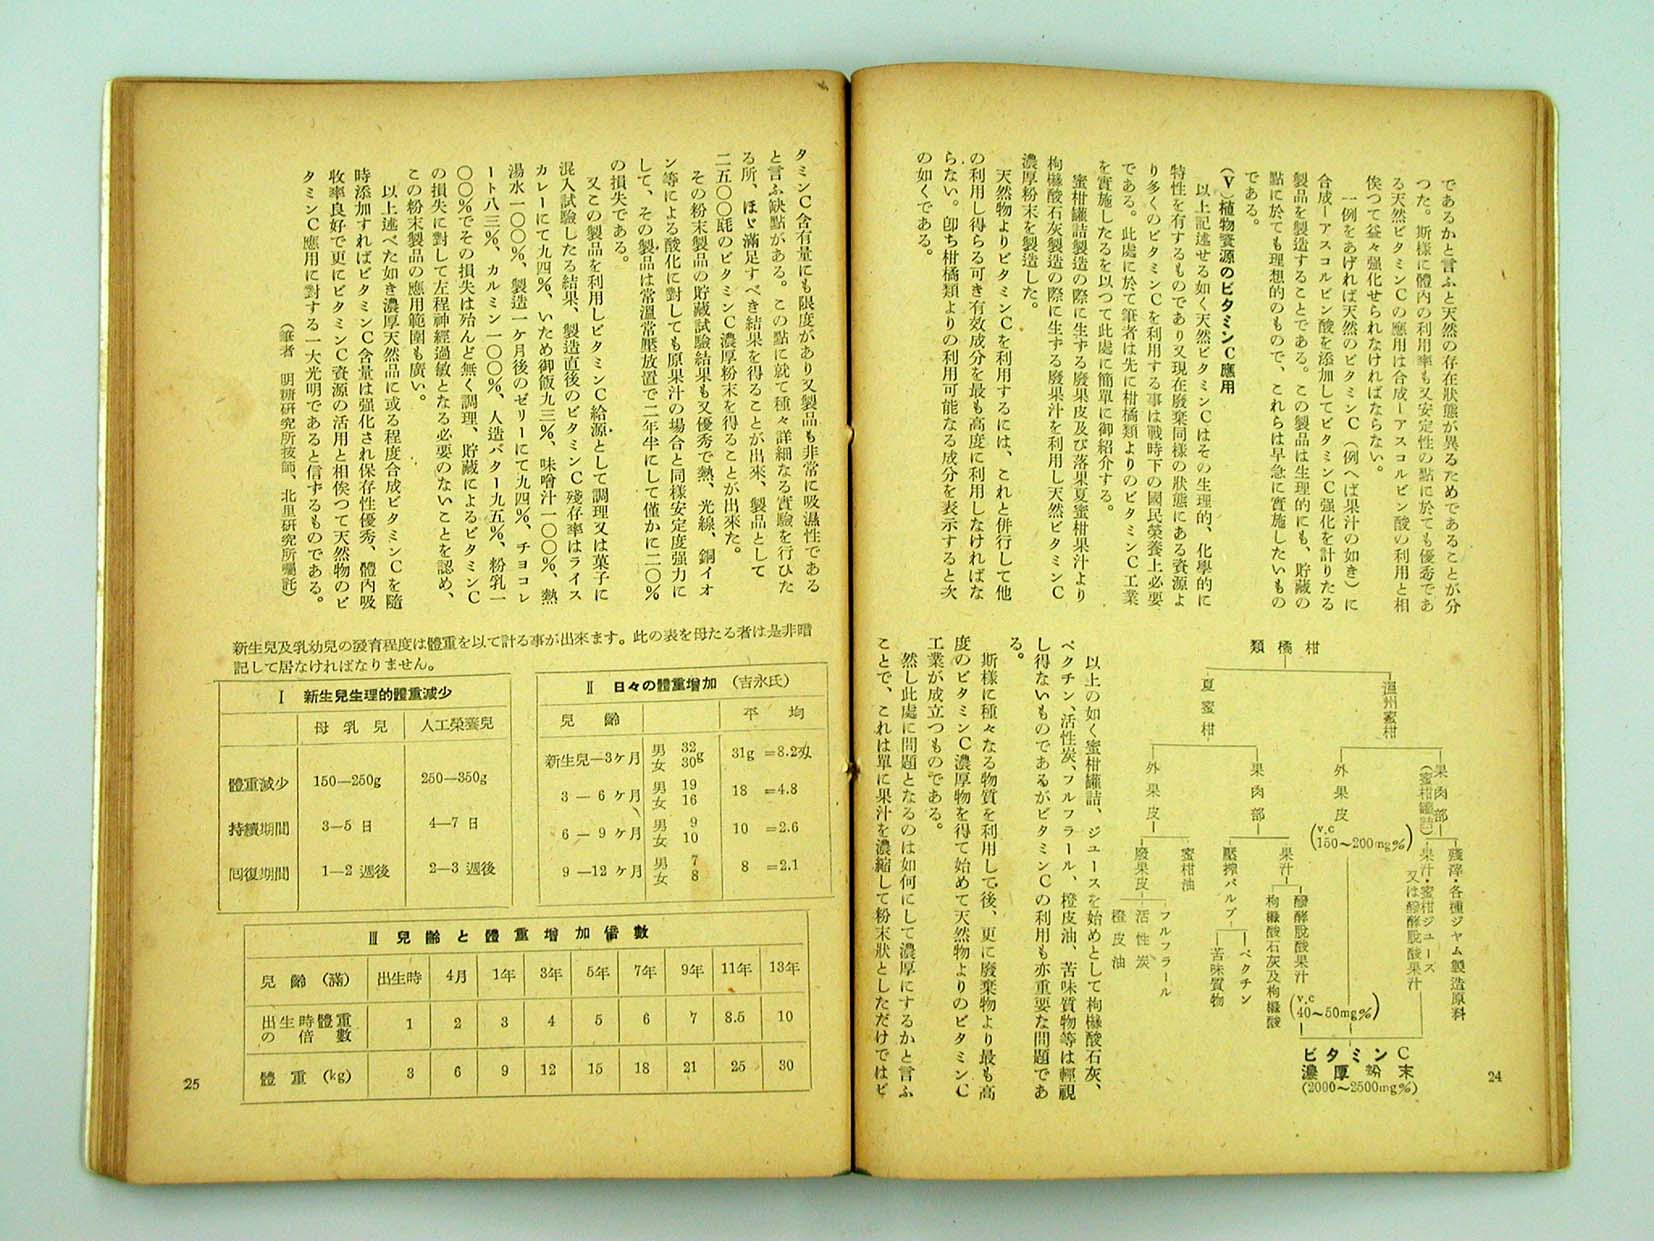 であるかと言ふと天然の存在狀態が異るためであることが分
つた。斯樣に體內の利用率も又安定性の點に於ても優秀であ
る天然ビタミンCの應用は合成ーアスコルビン酸の利用と相
俟つて益々强化せられなければならない。
一例をあげれば天然のビタミンC（例へば果汁の如き）に
合成ーアスコルビン酸を添加してビタミンC强化を計りたる
製品を製造することである。この製品は生理的にも、貯藏の
點に於ても理想的のもので、これらは早急に實施したいもの
である。
(Ⅴ)植物資源のビタミンC應用
以上記述せる如く天然ビタミンCはその生理的、化學的に
特性を有するものであり又現在廢棄同樣の狀態にある資源よ
り多くのビタミンCを利用する事は戰時下の國民榮養上必要
である。此處に於て筆者は先に柑橘類よりのビタミンC工業
を實施したるを以つて此處に簡單に御紹介する。
蜜柑罐詰製造の際に生する廢果皮及び落果夏蜜柑果汁より
枸櫞酸石灰製造の際に生する廢果汁を利用し天然ビタミンC
濃厚粉末を製造した。
天然物よりビタミンCを利用するには、これと併行して他
の利用し得らる可き有效成分を最も高度に利用しなければな
らない。卽ち柑橘類よりの利用可能なる成分を表示すると次
の如くである。
柑橘類
溫州蜜柑
果肉部
(蜜柑罐詰)
殘滓・各種ジャム製造原料
果汁・蜜柑ジュース
又は醱酵脫酸果汁
外果皮
(v.c
150～200mg%)
夏蜜柑
果肉部
果汁
醱酵脫酸果汁
(v.c
40～50mg%)
枸櫞酸石灰及枸櫞酸
壓搾パルプ
ペクチン
苦味質物
外果皮
蜜柑油
廢果皮
フルフラール
活性炭
橙皮油
ビタミンC
濃厚粉末
(2000～2500mg%)
以上の如く蜜柑罐詰、ジュースを始めとして枸櫞酸石灰、
ペクチン、活性炭、フルフラール、橙皮油、苦味質物等は輕視
し得ないものであるがビタミンCの利用も亦重要な問題であ
る。
斯樣に種々なる物質を利用して後、更に廢棄物より最も高
度のビタミンC濃厚物を得て始めて天然物よりのビタミンC
工業が成立つものである。
然し此處に問題となるのは如何にして濃厚にするかと言ふ
ことで、これは單に果汁を濃縮して粉末狀としただけではビ
24
タミンC含有量にも限度があり又製品も非常に吸濕性である
と言ふ缺點がある。この點に就て種々詳細なる實驗を行ひた
る所、ほゞ滿足すべき結果を得ることが出來、製品として
二五〇〇瓱のビタミンC濃厚粉末を得ることが出來た。
その粉末製品の貯藏試驗結果も又優秀で熱、光線、銅イオ
ン等による酸化に對しても原果汁の場合と同樣安定度强力に
して、その製品は常溫常壓放置で二年半にして僅かに二〇％
の損失である。
又この製品を利用しビタミンC給源として調理又は菓子に
混入試驗したる結果、製造直後のビタミンC殘存率はライス
カレーにて九四％、いため御飯九三％、味噌汁一〇〇％、熱
湯水一〇〇％、製造一ヶ月後のゼリーにて九四％、チヨコレ
ート八三％、カルミン一〇〇％、人造バター九五％、粉乳一
〇〇％でその損失は殆んど無く調理、貯藏によるビタミンC
の損失に對して左程神經過敏となる必要のないことを認め、
この粉末製品の應用範圍も廣い。
以上述べた如き濃厚天然品に或る程度合成ビタミンCを隨
時添加すればビタミンC含量は强化され保存性優秀、體內吸
收率良好で更にビタミンC資源の活用と相俟つて天然物のビ
タミンC應用に對する一大光明であると信ずるものである。
（筆者 明糖硏究所技師、北里硏究所囑託）
新生兒及乳幼兒の發育程度は體重を以て計る事が出來ます。此の表を母たる者は是非暗
記して居なければなりません。
Ⅰ 新生兒生理的體重減少
母乳兒 人工榮養兒
體重減少 150—250g 250—350g
持續期間 3—5日 4—7日
回復期間 1—2週後 2—3週後
Ⅱ 日々の體重增加（吉永氏）
兒齡 平均
新生兒—3ヶ月 男 32g 女 30g 31g =8.2匁
3—6ヶ月 男 19 女 16 18 =4.8
6—9ヶ月 男 9 女 10 10 =2.6
9—12ヶ月 男 7 女 8 8 =2.1
Ⅲ 兒齡と體重增加倍數
兒齡（滿） 出生時 4月 1年 3年 5年 7年 9年 11年 13年
出生時體重の倍數 1 2 3 4 5 6 7 8.5 10
體重(kg) 3 6 9 12 15 18 21 25 30
25